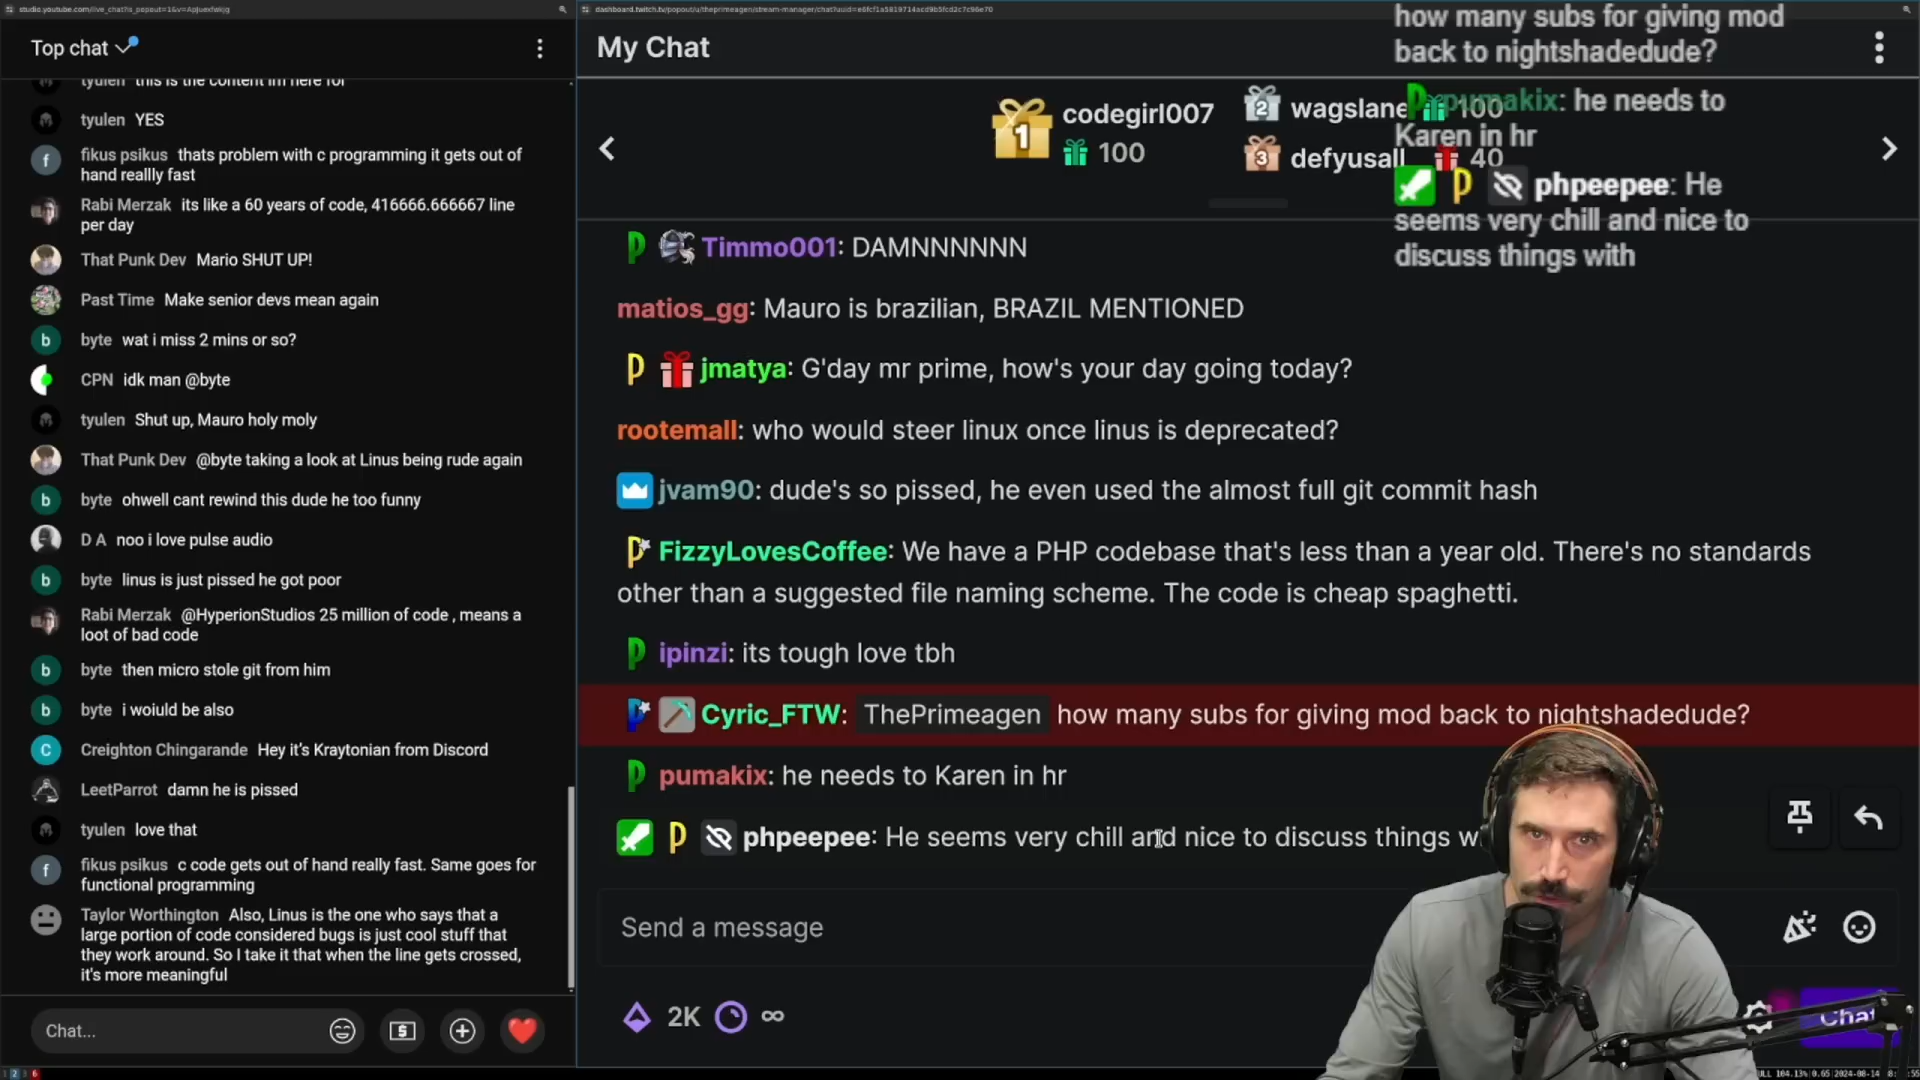 studio.youtube.com/live_chat?is_popout=1&v=
Top chat
tyulen this is the content im here for
tyulen YES
fikus psikus thats problem with c programming it gets out of
hand reallly fast
Rabi Merzak its like a 60 years of code, 416666.666667 line
per day
That Punk Dev Mario SHUT UP!
Past Time Make senior devs mean again
byte wat i miss 2 mins or so?
CPN idk man @byte
tyulen Shut up, Mauro holy moly
That Punk Dev @byte taking a look at Linus being rude again
byte ohwell cant rewind this dude he too funny
D A noo i love pulse audio
byte linus is just pissed he got poor
Rabi Merzak @HyperionStudios 25 million of code , means a
loot of bad code
byte then micro stole git from him
byte i woiuld be also
Creighton Chingarande Hey it's Kraytonian from Discord
LeetParrot damn he is pissed
tyulen love that
fikus psikus c code gets out of hand really fast. Same goes for
functional programming
Taylor Worthington Also, Linus is the one who says that a
large portion of code considered bugs is just cool stuff that
they work around. So I take it that when the line gets crossed,
it's more meaningful
Chat...
My Chat
1 codegirl007
100
2 wagslane 100
3 defyusall 40
Timmo001: DAMNNNNNN
matios_gg: Mauro is brazilian, BRAZIL MENTIONED
jmatya: G'day mr prime, how's your day going today?
rootemall: who would steer linux once linus is deprecated?
jvam90: dude's so pissed, he even used the almost full git commit hash
FizzyLovesCoffee: We have a PHP codebase that's less than a year old. There's no standards
other than a suggested file naming scheme. The code is cheap spaghetti.
ipinzi: its tough love tbh
Cyric_FTW: ThePrimeagen how many subs for giving mod back to nightshadedude?
pumakix: he needs to Karen in hr
phpeepee: He seems very chill and nice to discuss things
Send a message
2K ∞
Chat
how many subs for giving mod
back to nightshadedude?
pumakix: he needs to
Karen in hr
phpeepee: He
seems very chill and nice to
discuss things with
104.13% 0.65 2024-08-14